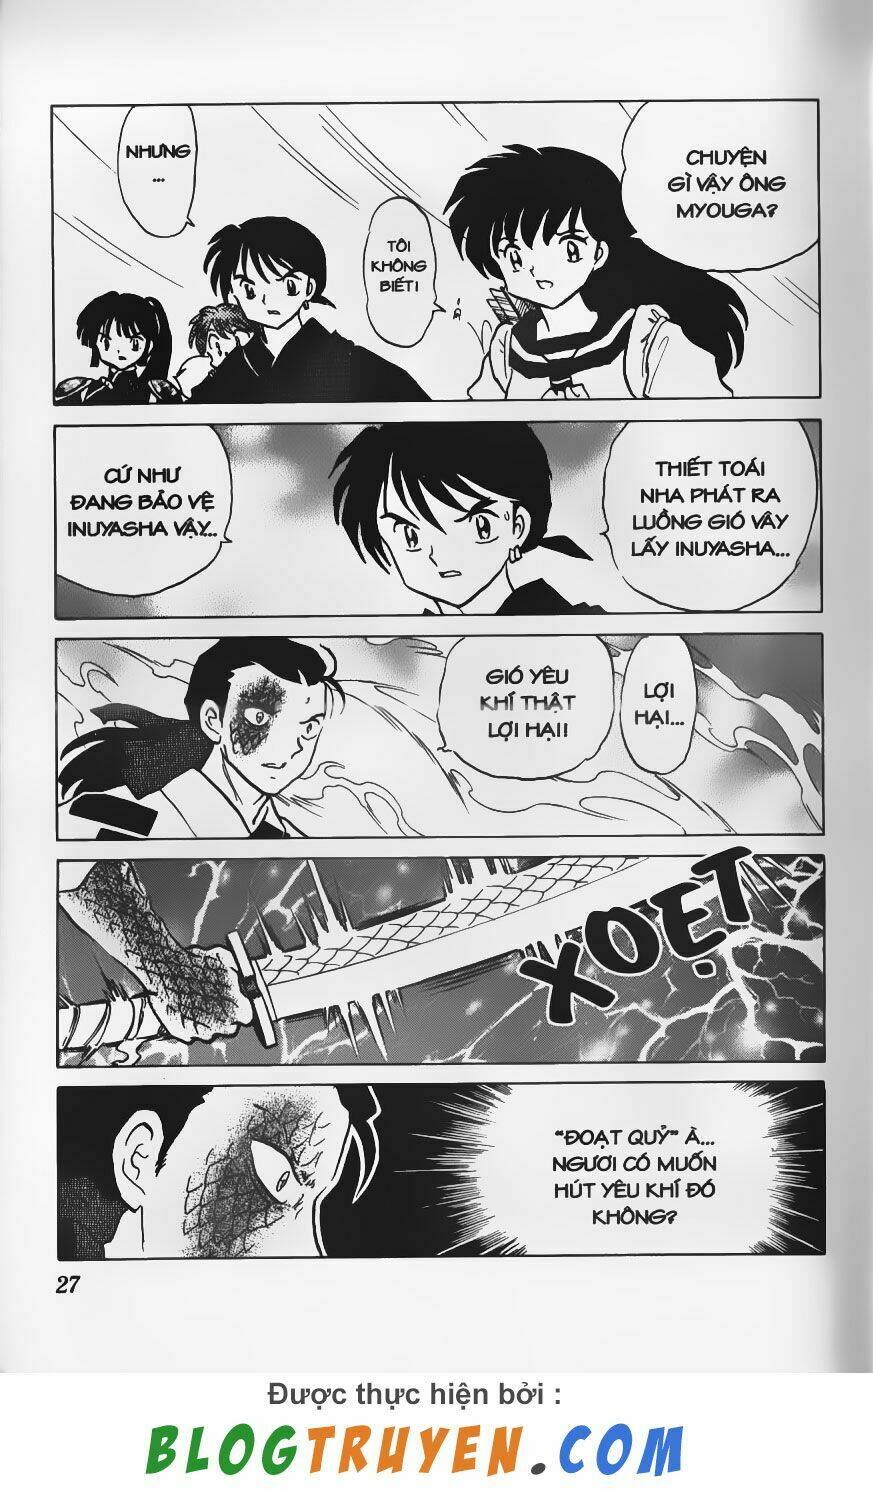 CHUYỆN
GÌ VẬY ÔNG
MYOUGA?
TÔI
KHÔNG
BIẾT!
NHƯNG
...
THIẾT TOÁI
NHA PHÁT RA
LUỒNG GIÓ VÂY
LẤY INUYASHA...
CỨ NHƯ
ĐANG BẢO VỆ
INUYASHA VẬY...
LỢI
HẠI...
GIÓ YÊU
KHÍ THẬT
LỢI HẠI!
XOẸT
"ĐOẠT QUỶ" À...
NGƯƠI CÓ MUỐN
HÚT YÊU KHÍ ĐÓ
KHÔNG?
27
Được thực hiện bởi :
BLOGTRUYEN.COM